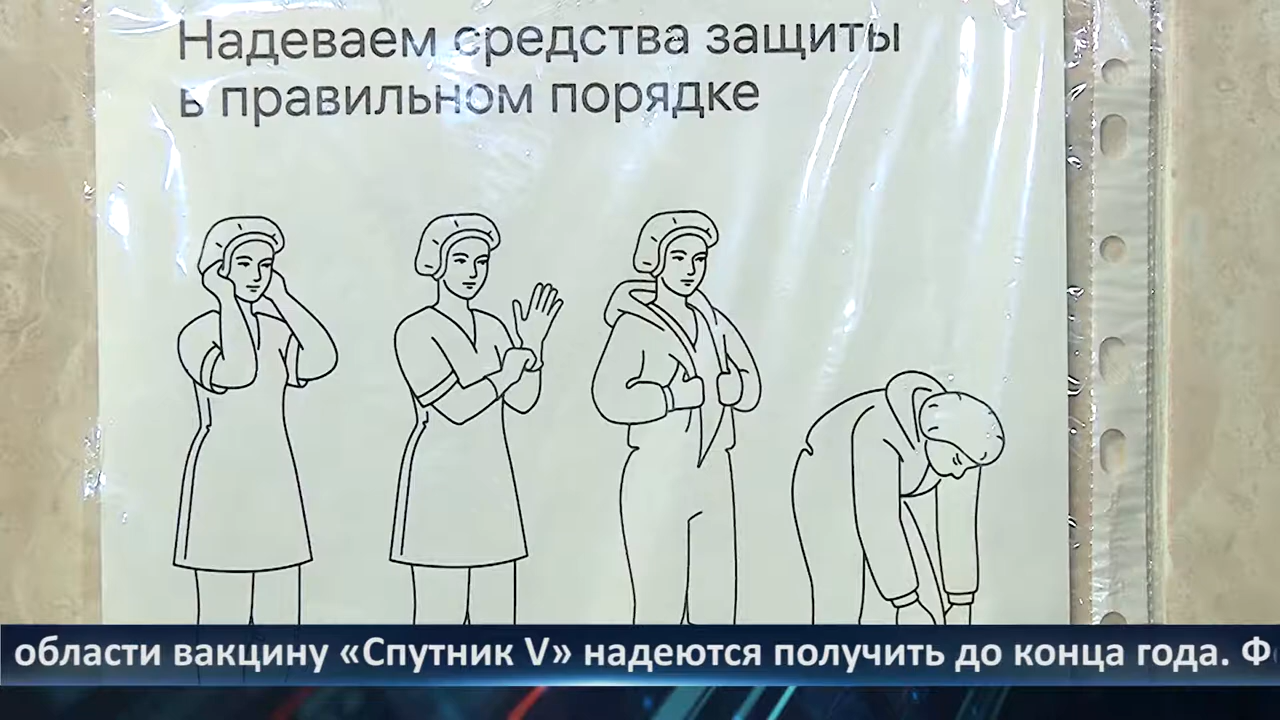 Надеваем средства защиты
в правильном порядке
области вакцину «Спутник V» надеются получить до конца года. Ф